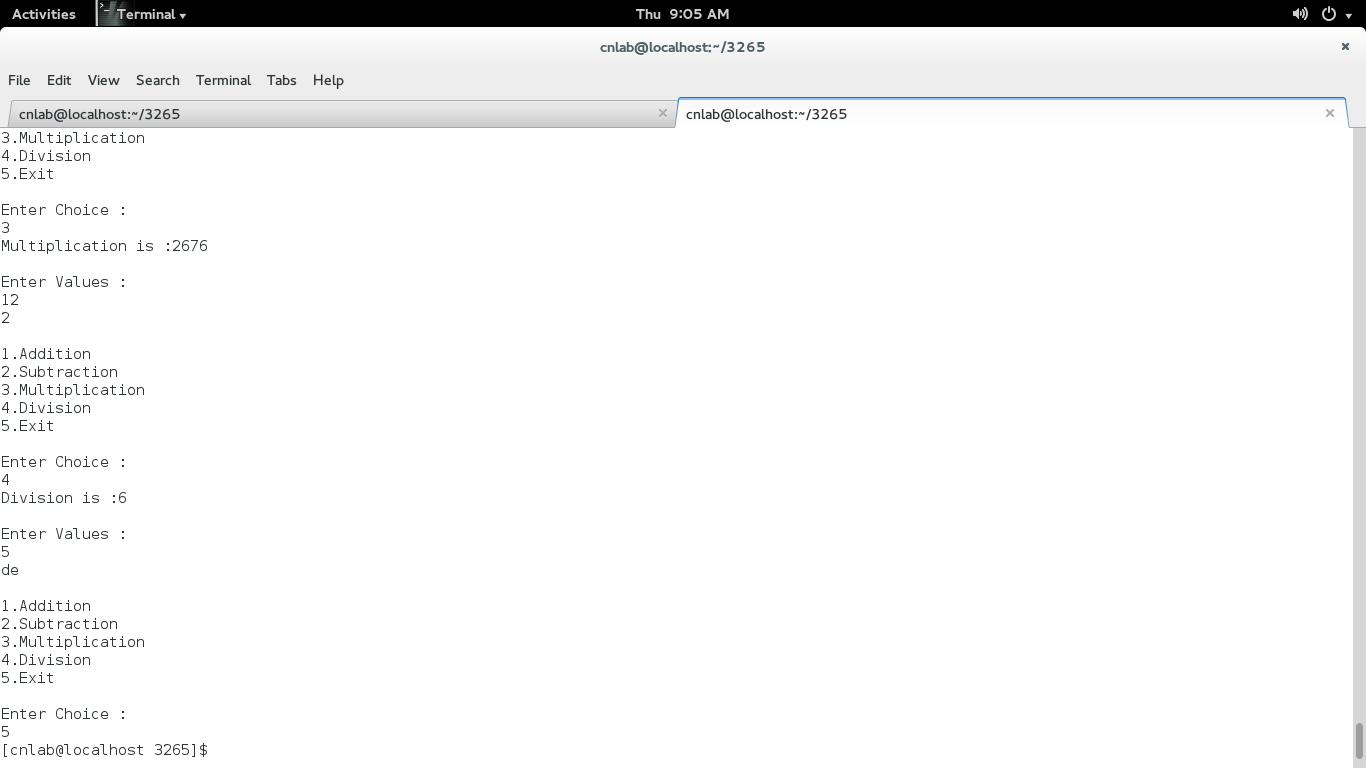 Activities Terminal Thu 9:05 AM
cnlab@localhost:~/3265
File Edit View Search Terminal Tabs Help
cnlab@localhost:~/3265 cnlab@localhost:~/3265
3.Multiplication
4.Division
5.Exit
Enter Choice :
3
Multiplication is :2676
Enter Values :
12
2
1.Addition
2.Subtraction
3.Multiplication
4.Division
5.Exit
Enter Choice :
4
Division is :6
Enter Values :
5
de
1.Addition
2.Subtraction
3.Multiplication
4.Division
5.Exit
Enter Choice :
5
[cnlab@localhost 3265]$